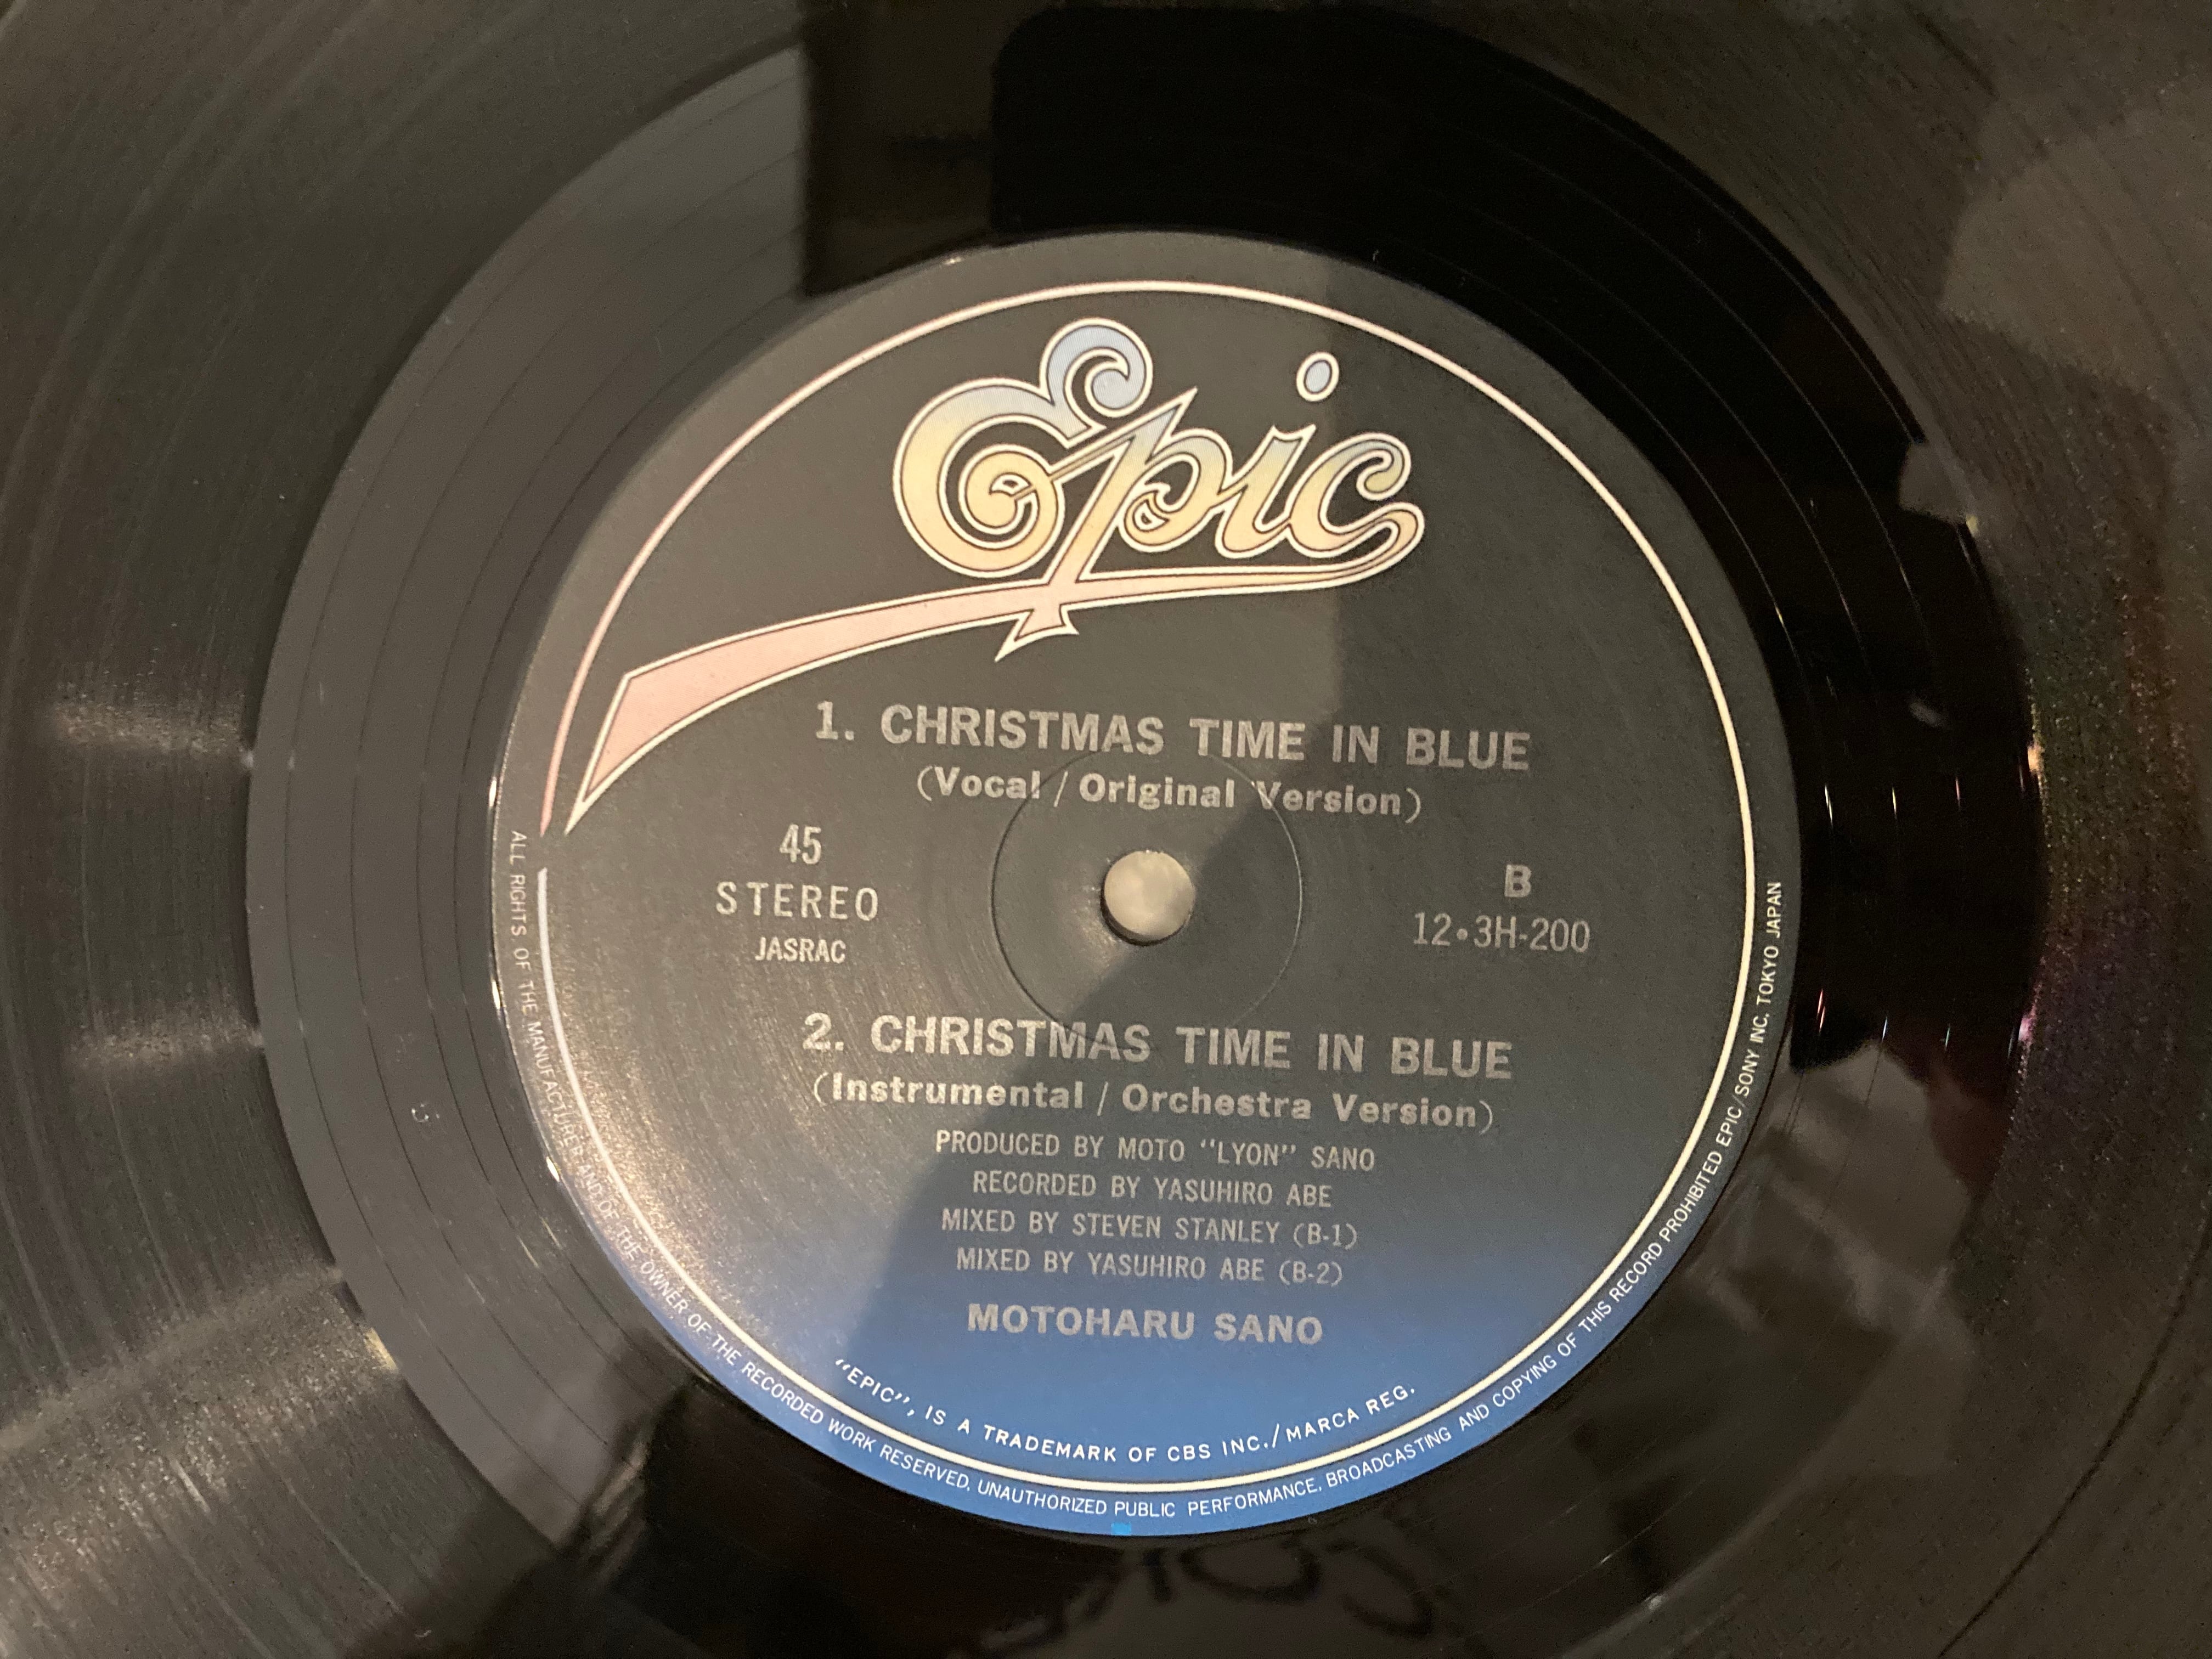 Epic
1. CHRISTMAS TIME IN BLUE
(Vocal / Original Version)
45
STEREO
JASRAC
B
12•3H-200
2. CHRISTMAS TIME IN BLUE
(Instrumental / Orchestra Version)
PRODUCED BY MOTO “LYON” SANO
RECORDED BY YASUHIRO ABE
MIXED BY STEVEN STANLEY (B-1)
MIXED BY YASUHIRO ABE (B-2)
MOTOHARU SANO
“EPIC”, IS A TRADEMARK OF CBS INC./MARCA REG.
ALL RIGHTS OF THE MANUFACTURER AND OF THE OWNER OF THE RECORDED WORK RESERVED. UNAUTHORIZED PUBLIC PERFORMANCE, BROADCASTING AND COPYING OF THIS RECORD PROHIBITED EPIC/SONY INC. TOKYO JAPAN